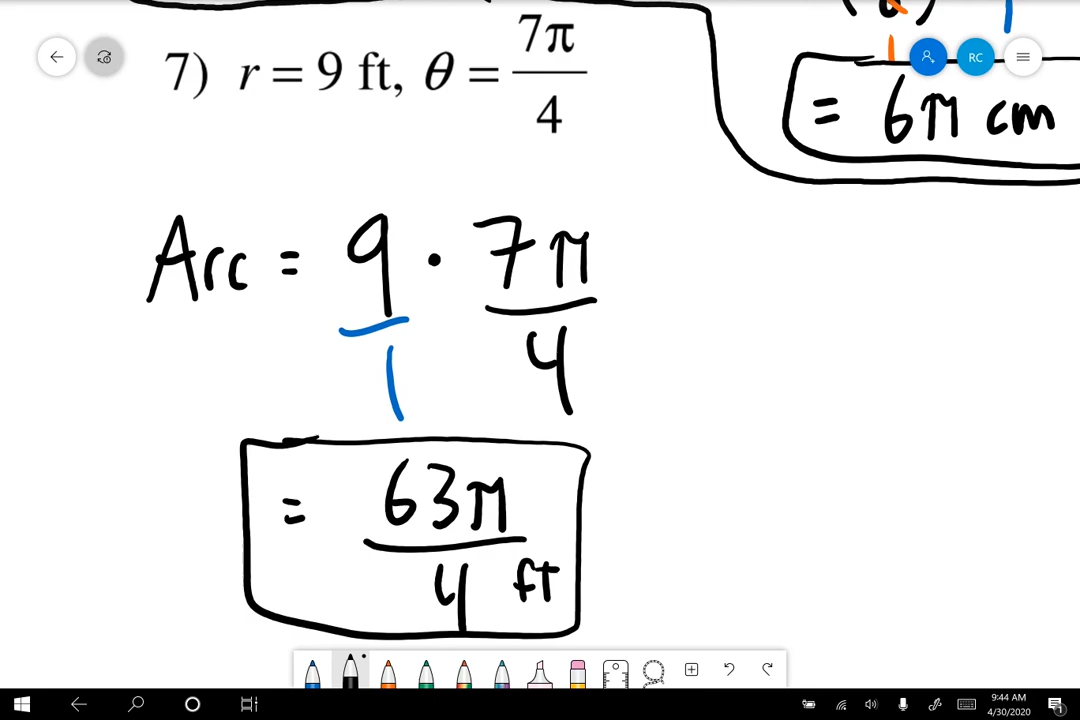 7) r = 9 ft, θ = 7π/4
RC
= 6π cm
Arc = 9/1 · 7π/4
= 63π/4 ft
9:44 AM
4/30/2020